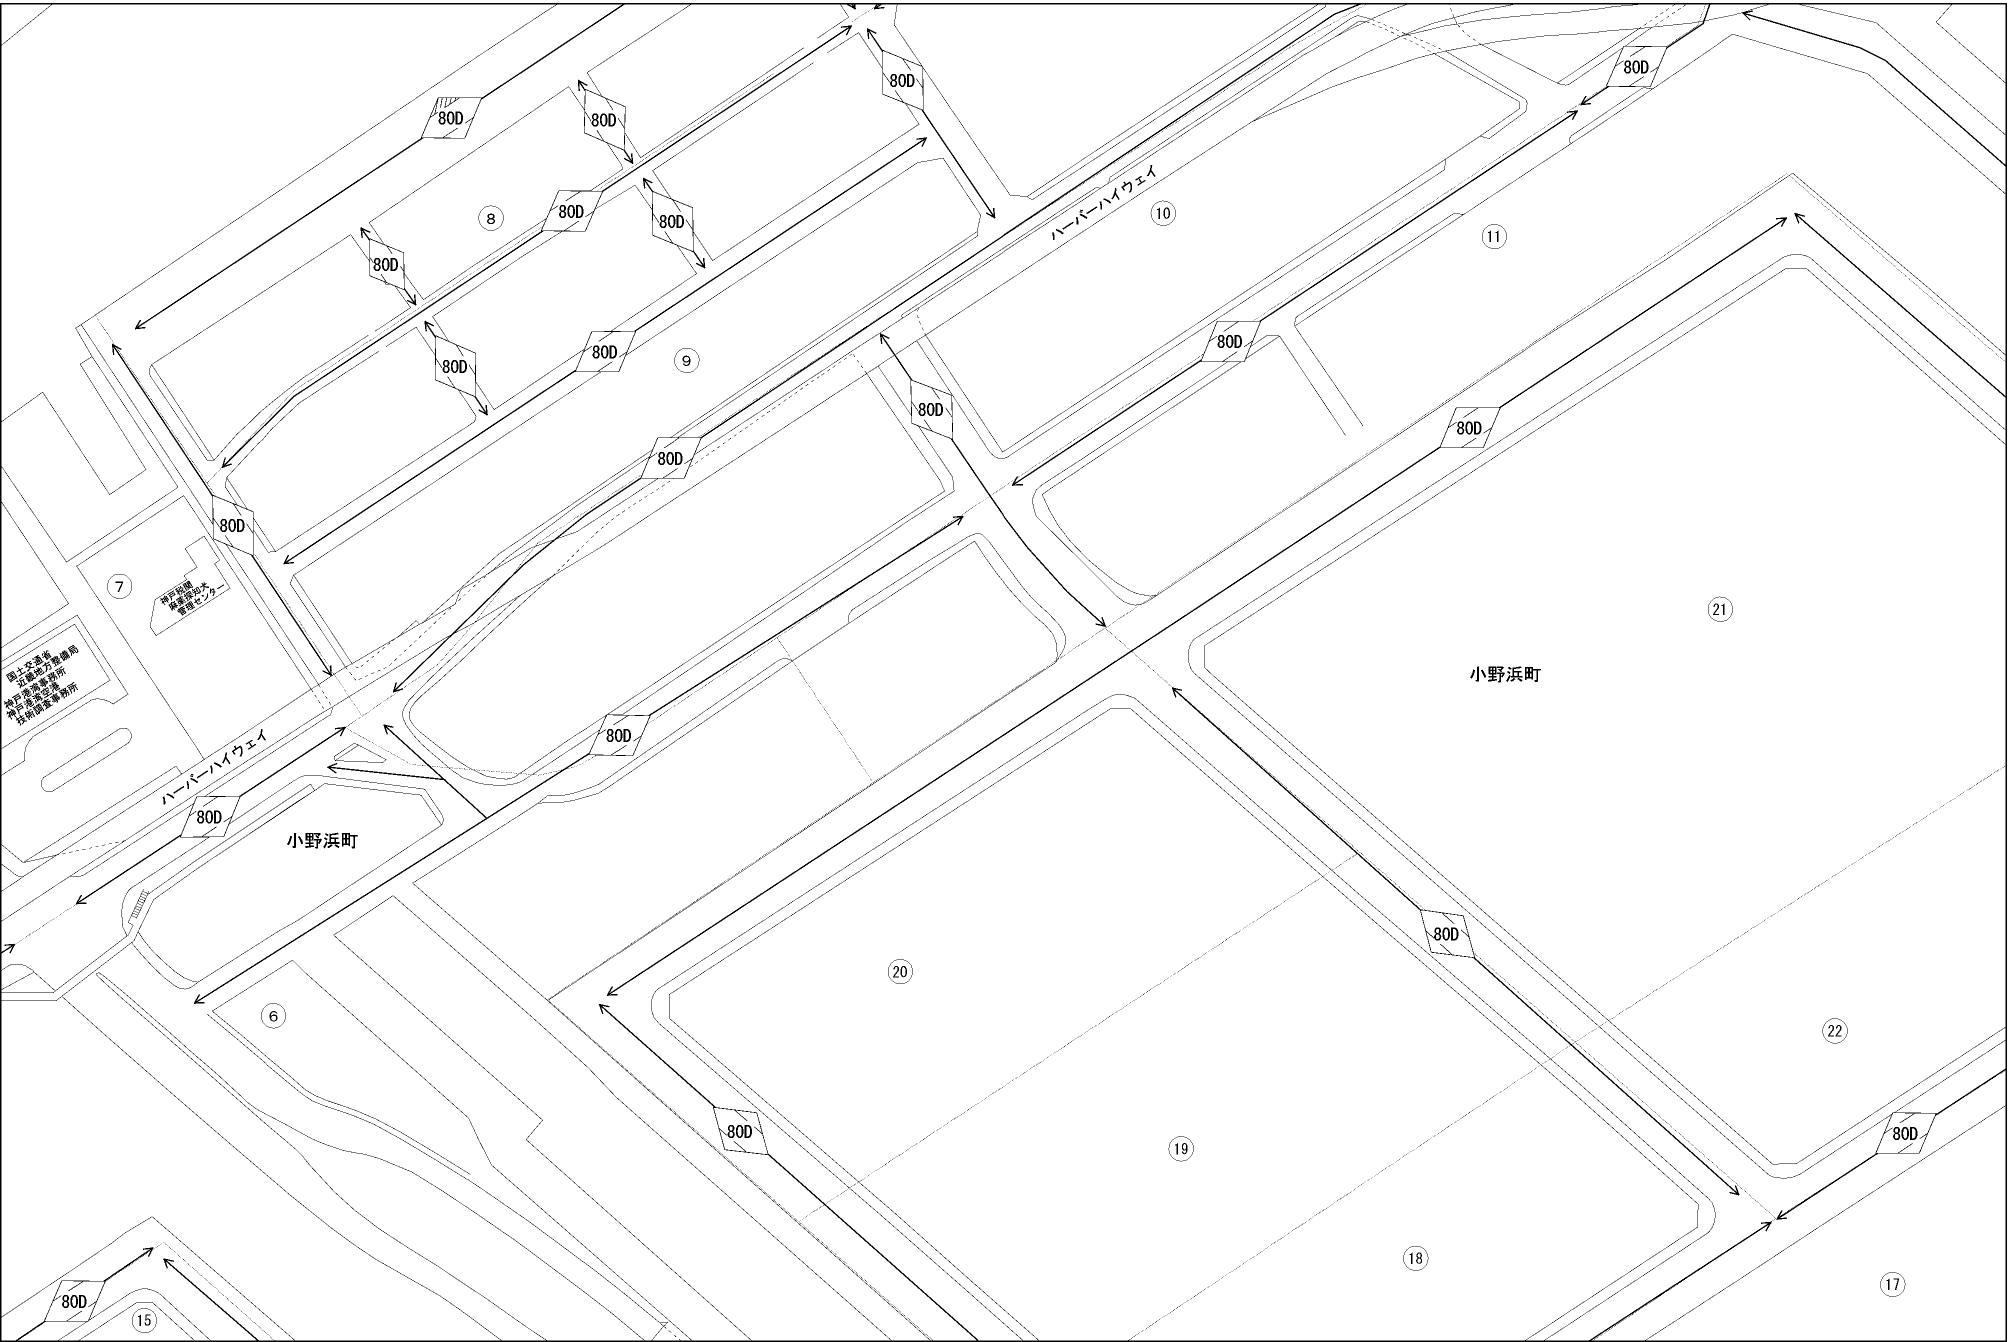 80D
80D
80D
80D
⑧
80D
80D
80D
ハーバーハイウェイ
⑩
⑪
80D
80D
80D
80D
⑨
80D
80D
80D
80D
80D
⑦
神戸税関
麻薬探知犬
管理センター
国土交通省
近畿地方整備局
神戸港湾事務所
神戸港湾空港
技術調査事務所
㉑
小野浜町
80D
ハーバーハイウェイ
80D
小野浜町
80D
⑳
⑥
㉒
80D
80D
⑲
⑱
⑰
80D
⑮